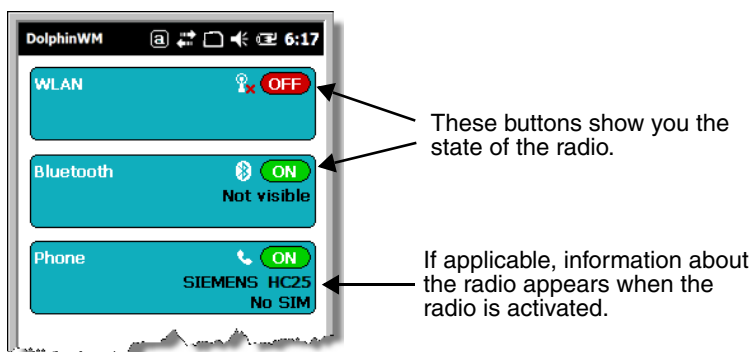 DolphinWM a 6:17
WLAN OFF
Bluetooth ON
Not visible
Phone ON
SIEMENS HC25
No SIM
These buttons show you the
state of the radio.
If applicable, information about
the radio appears when the
radio is activated.